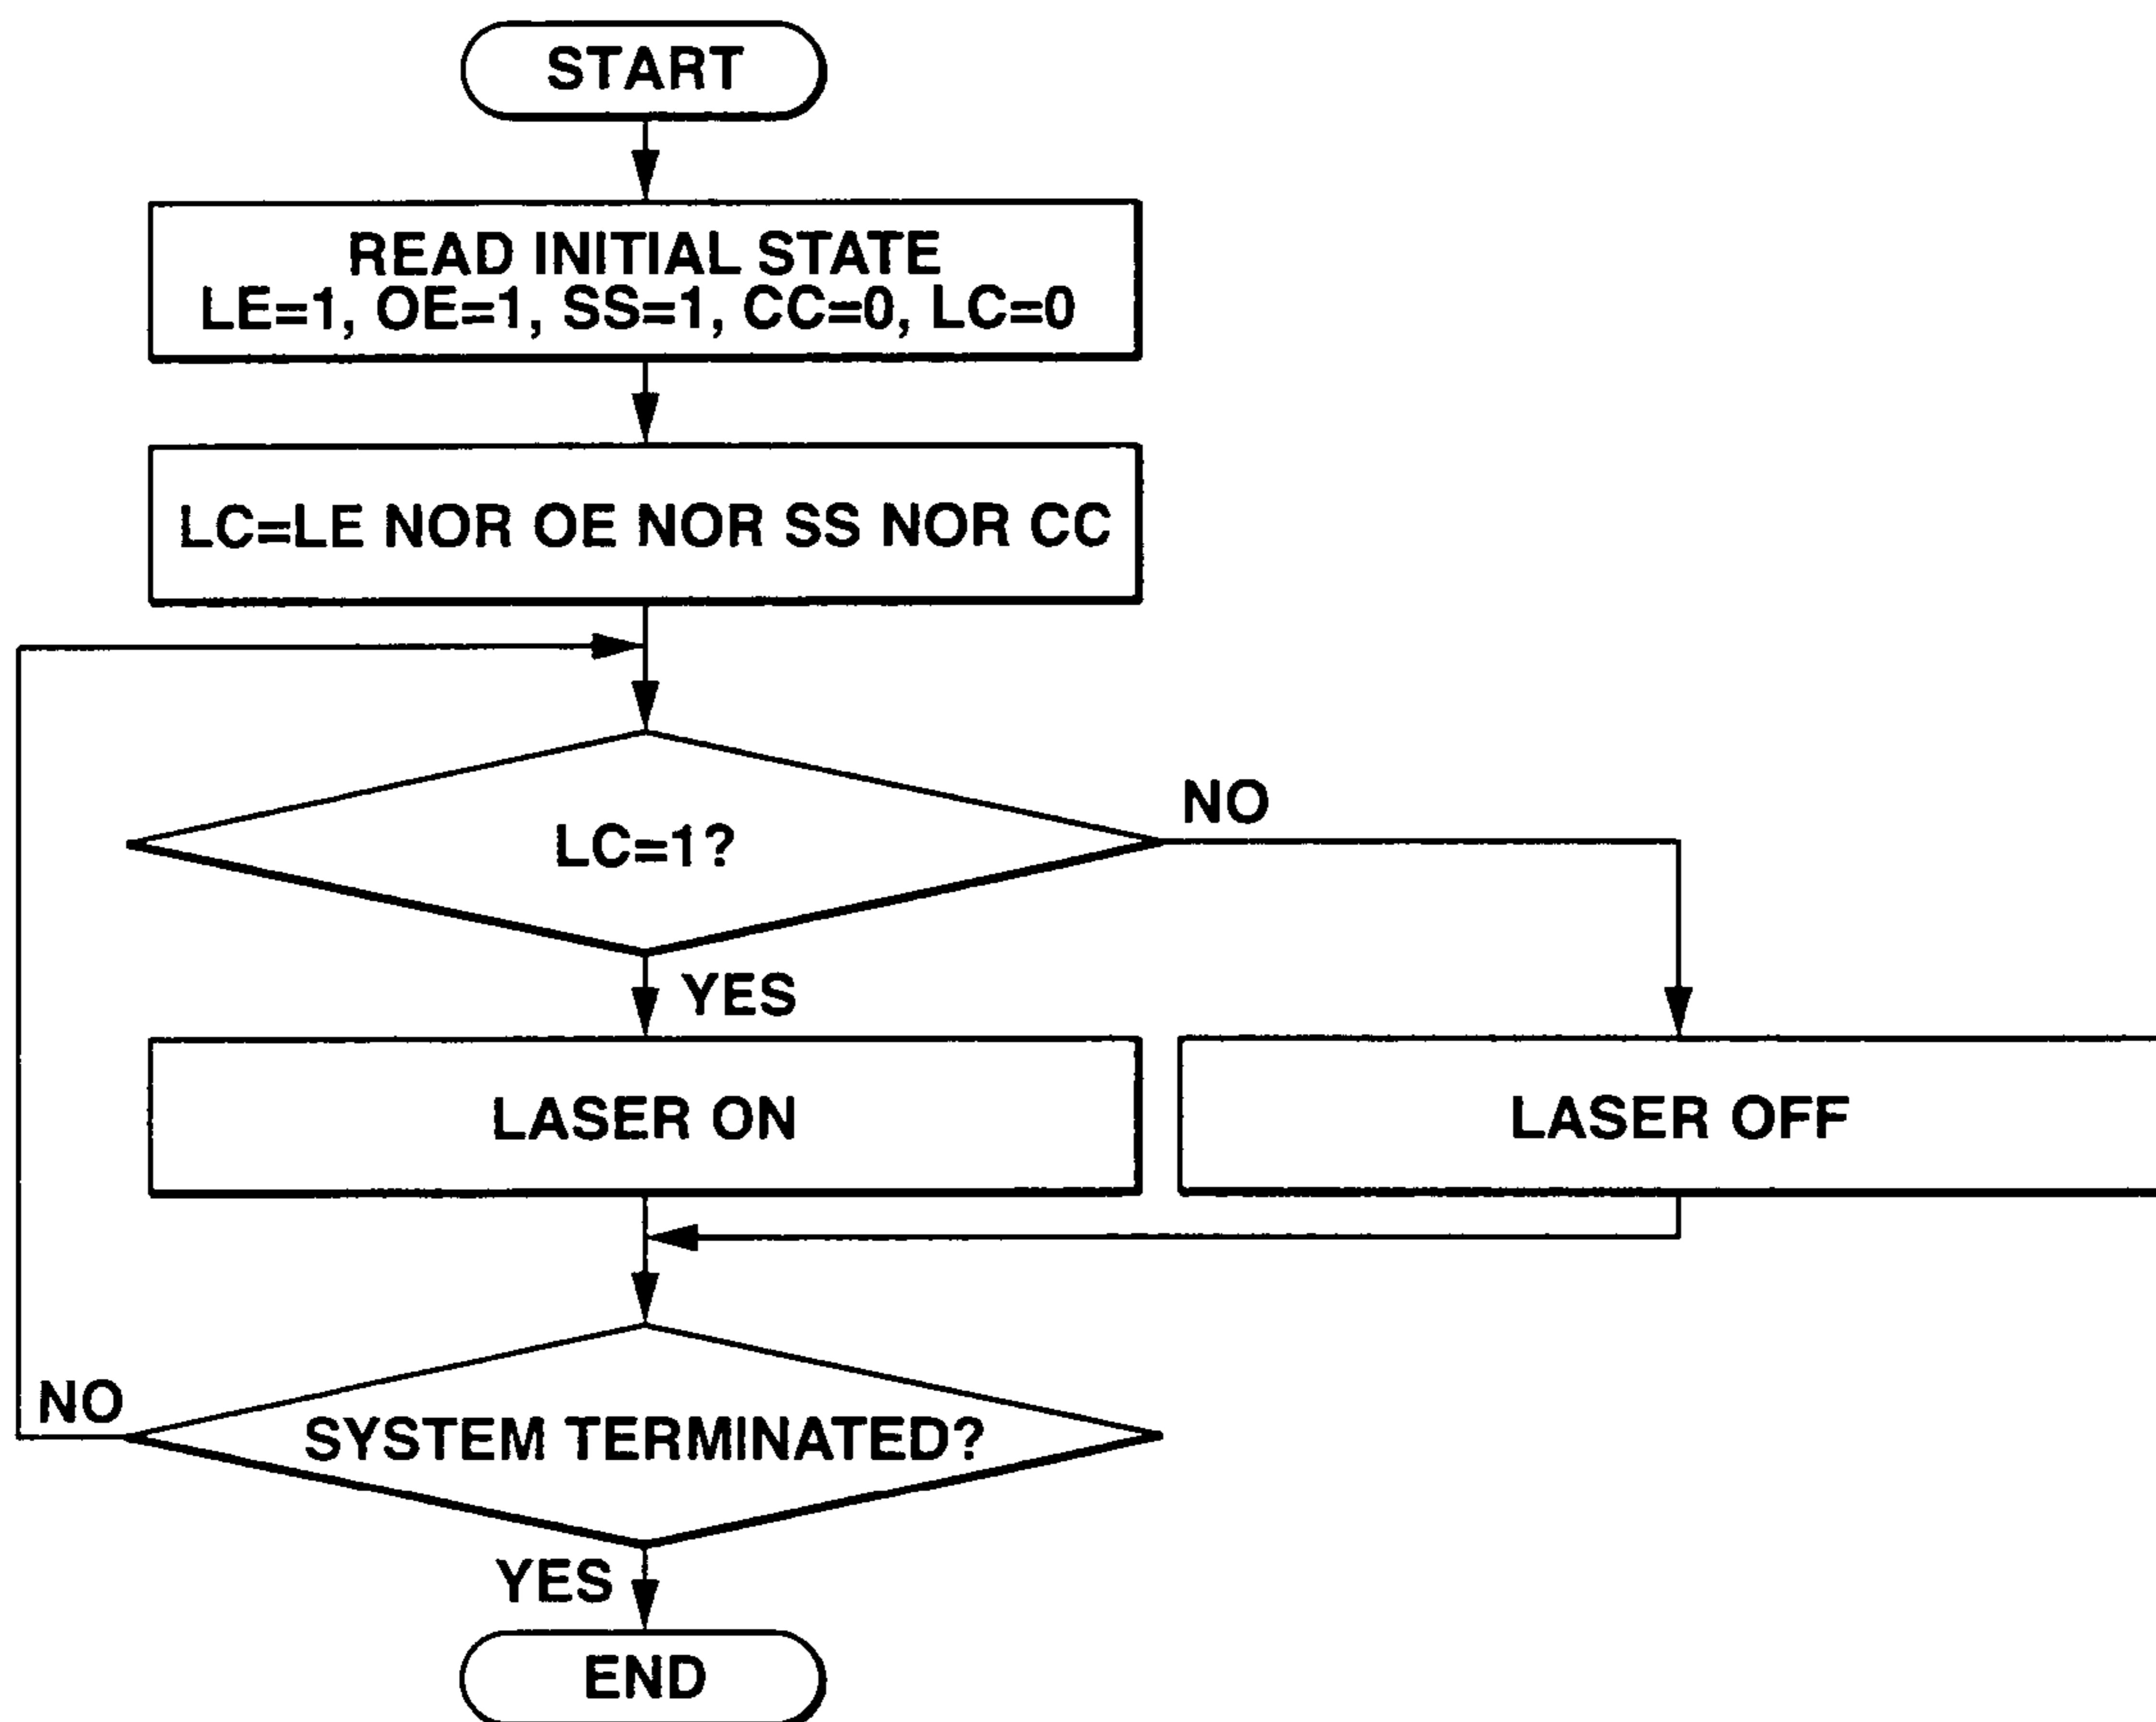 START
READ INITIAL STATE
LE=1, OE=1, SS=1, CC=0, LC=0
LC=LE NOR OE NOR SS NOR CC
LC=1?
NO
YES
LASER ON
LASER OFF
NO
SYSTEM TERMINATED?
YES
END